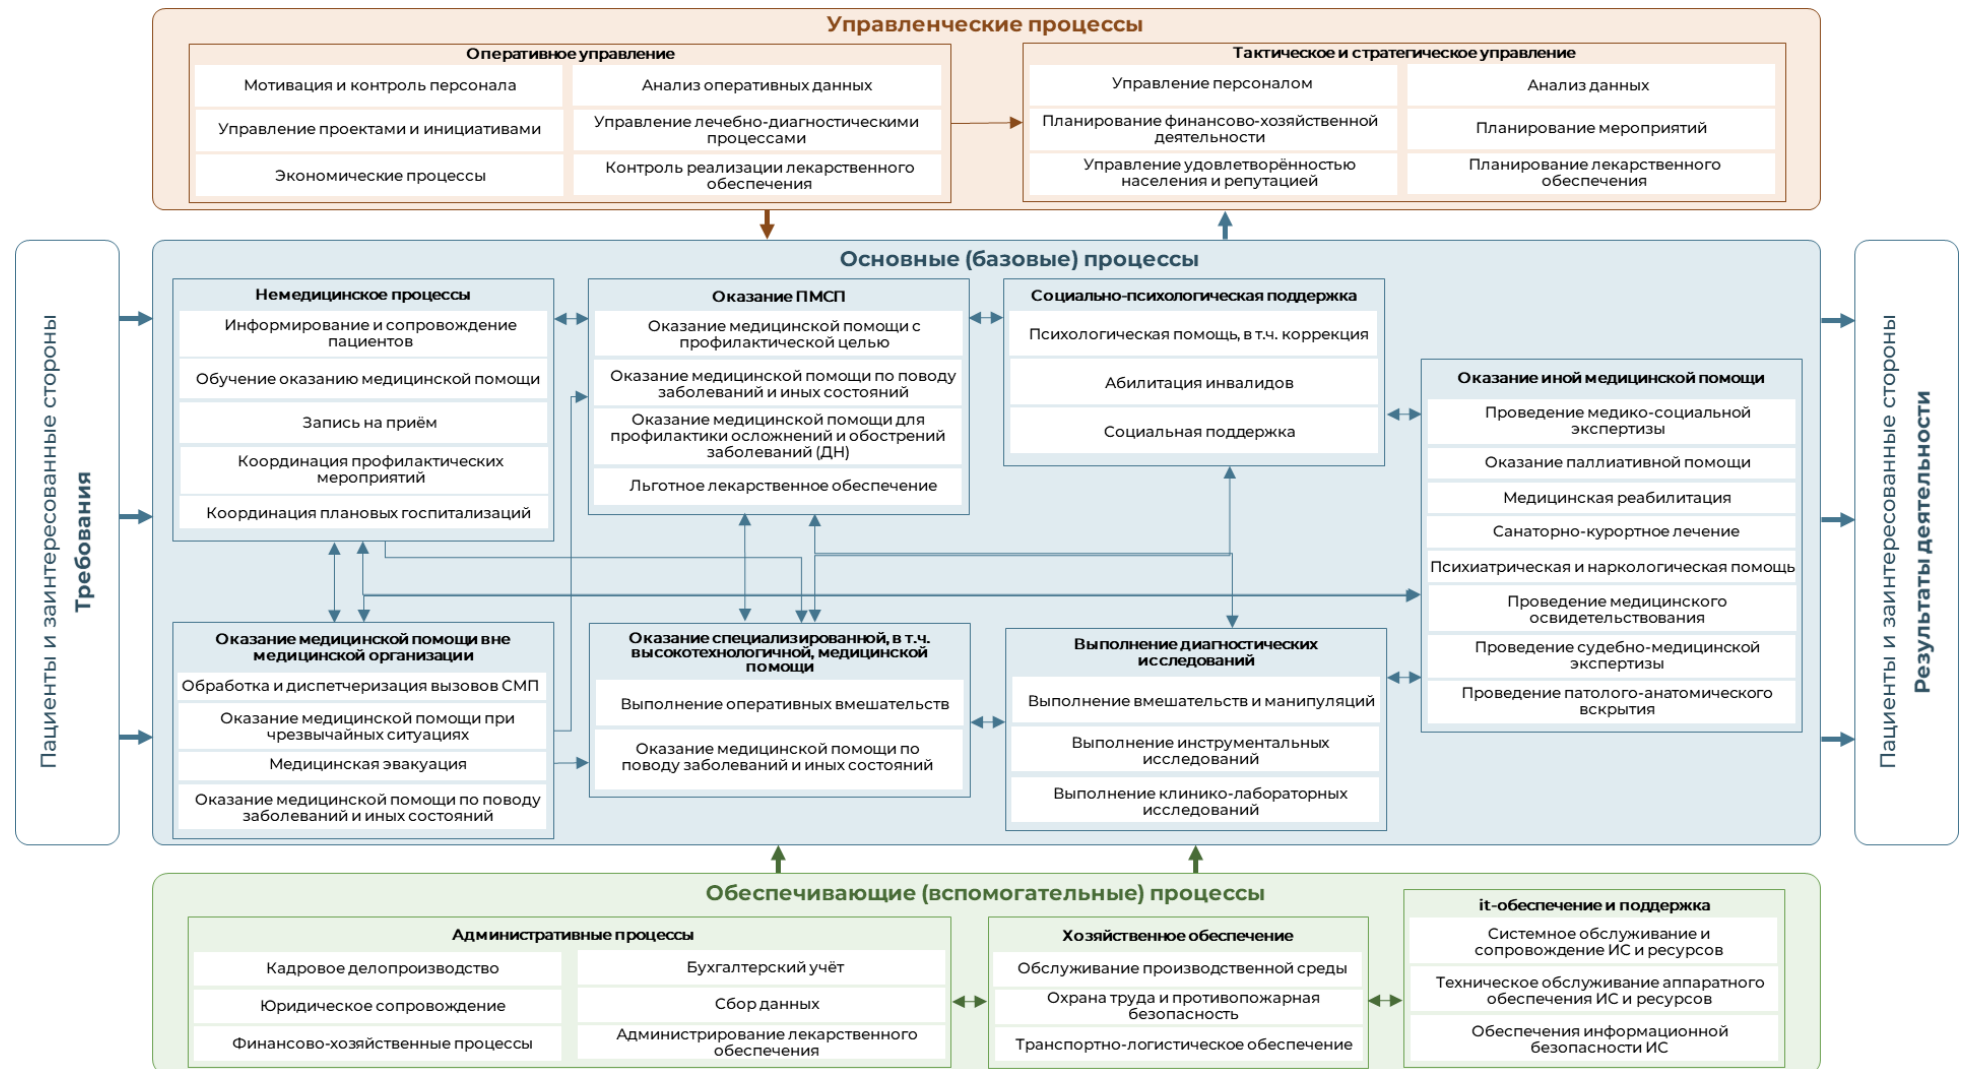 Управленческие процессы
Оперативное управление
Мотивация и контроль персонала
Управление проектами и инициативами
Экономические процессы
Анализ оперативных данных
Управление лечебно-диагностическими
процессами
Контроль реализации лекарственного
обеспечения
Тактическое и стратегическое управление
Управление персоналом
Планирование финансово-хозяйственной
деятельности
Управление удовлетворённостью
населения и репутацией
Анализ данных
Планирование мероприятий
Планирование лекарственного
обеспечения
Пациенты и заинтересованные стороны
Требования
Основные (базовые) процессы
Немедицинское процессы
Информирование и сопровождение
пациентов
Обучение оказанию медицинской помощи
Запись на приём
Координация профилактических
мероприятий
Координация плановых госпитализаций
Оказание ПМСП
Оказание медицинской помощи с
профилактической целью
Оказание медицинской помощи по поводу
заболеваний и иных состояний
Оказание медицинской помощи для
профилактики осложнений и обострений
заболеваний (ДН)
Льготное лекарственное обеспечение
Социально-психологическая поддержка
Психологическая помощь, в т.ч. коррекция
Абилитация инвалидов
Социальная поддержка
Оказание иной медицинской помощи
Проведение медико-социальной
экспертизы
Оказание паллиативной помощи
Медицинская реабилитация
Санаторно-курортное лечение
Психиатрическая и наркологическая помощь
Проведение медицинского
освидетельствования
Проведение судебно-медицинской
экспертизы
Проведение патолого-анатомического
вскрытия
Оказание медицинской помощи вне
медицинской организации
Обработка и диспетчеризация вызовов СМП
Оказание медицинской помощи при
чрезвычайных ситуациях
Медицинская эвакуация
Оказание медицинской помощи по поводу
заболеваний и иных состояний
Оказание специализированной, в т.ч.
высокотехнологичной, медицинской
помощи
Выполнение оперативных вмешательств
Оказание медицинской помощи по
поводу заболеваний и иных состояний
Выполнение диагностических
исследований
Выполнение вмешательств и манипуляций
Выполнение инструментальных
исследований
Выполнение клинико-лабораторных
исследований
Пациенты и заинтересованные стороны
Результаты деятельности
Обеспечивающие (вспомогательные) процессы
Административные процессы
Кадровое делопроизводство
Юридическое сопровождение
Финансово-хозяйственные процессы
Бухгалтерский учёт
Сбор данных
Администрирование лекарственного
обеспечения
Хозяйственное обеспечение
Обслуживание производственной среды
Охрана труда и противопожарная
безопасность
Транспортно-логистическое обеспечение
it-обеспечение и поддержка
Системное обслуживание и
сопровождение ИС и ресурсов
Техническое обслуживание аппаратного
обеспечения ИС и ресурсов
Обеспечения информационной
безопасности ИС